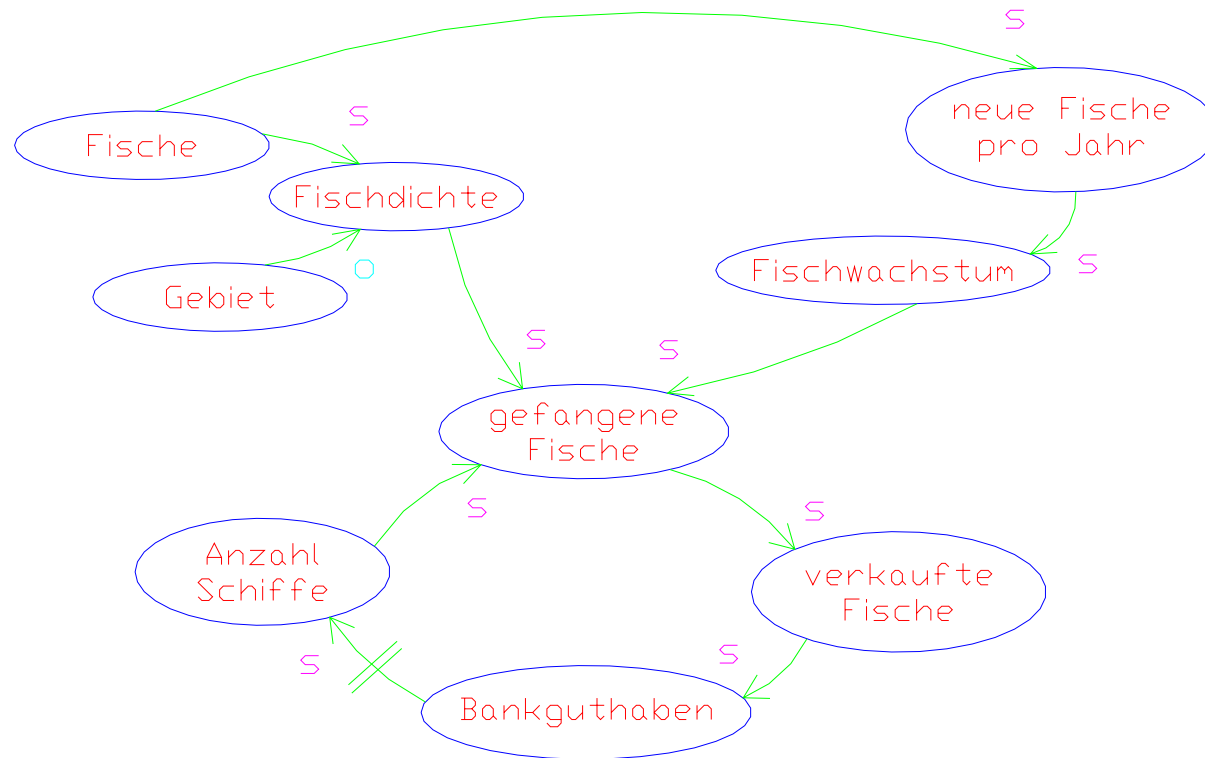 S
neue Fische
pro Jahr
S
Fische
Fischdichte
O
Gebiet
Fischwachstum
S
S
S
gefangene
Fische
S
S
Anzahl
Schiffe
verkaufte
Fische
S
S
Bankguthaben